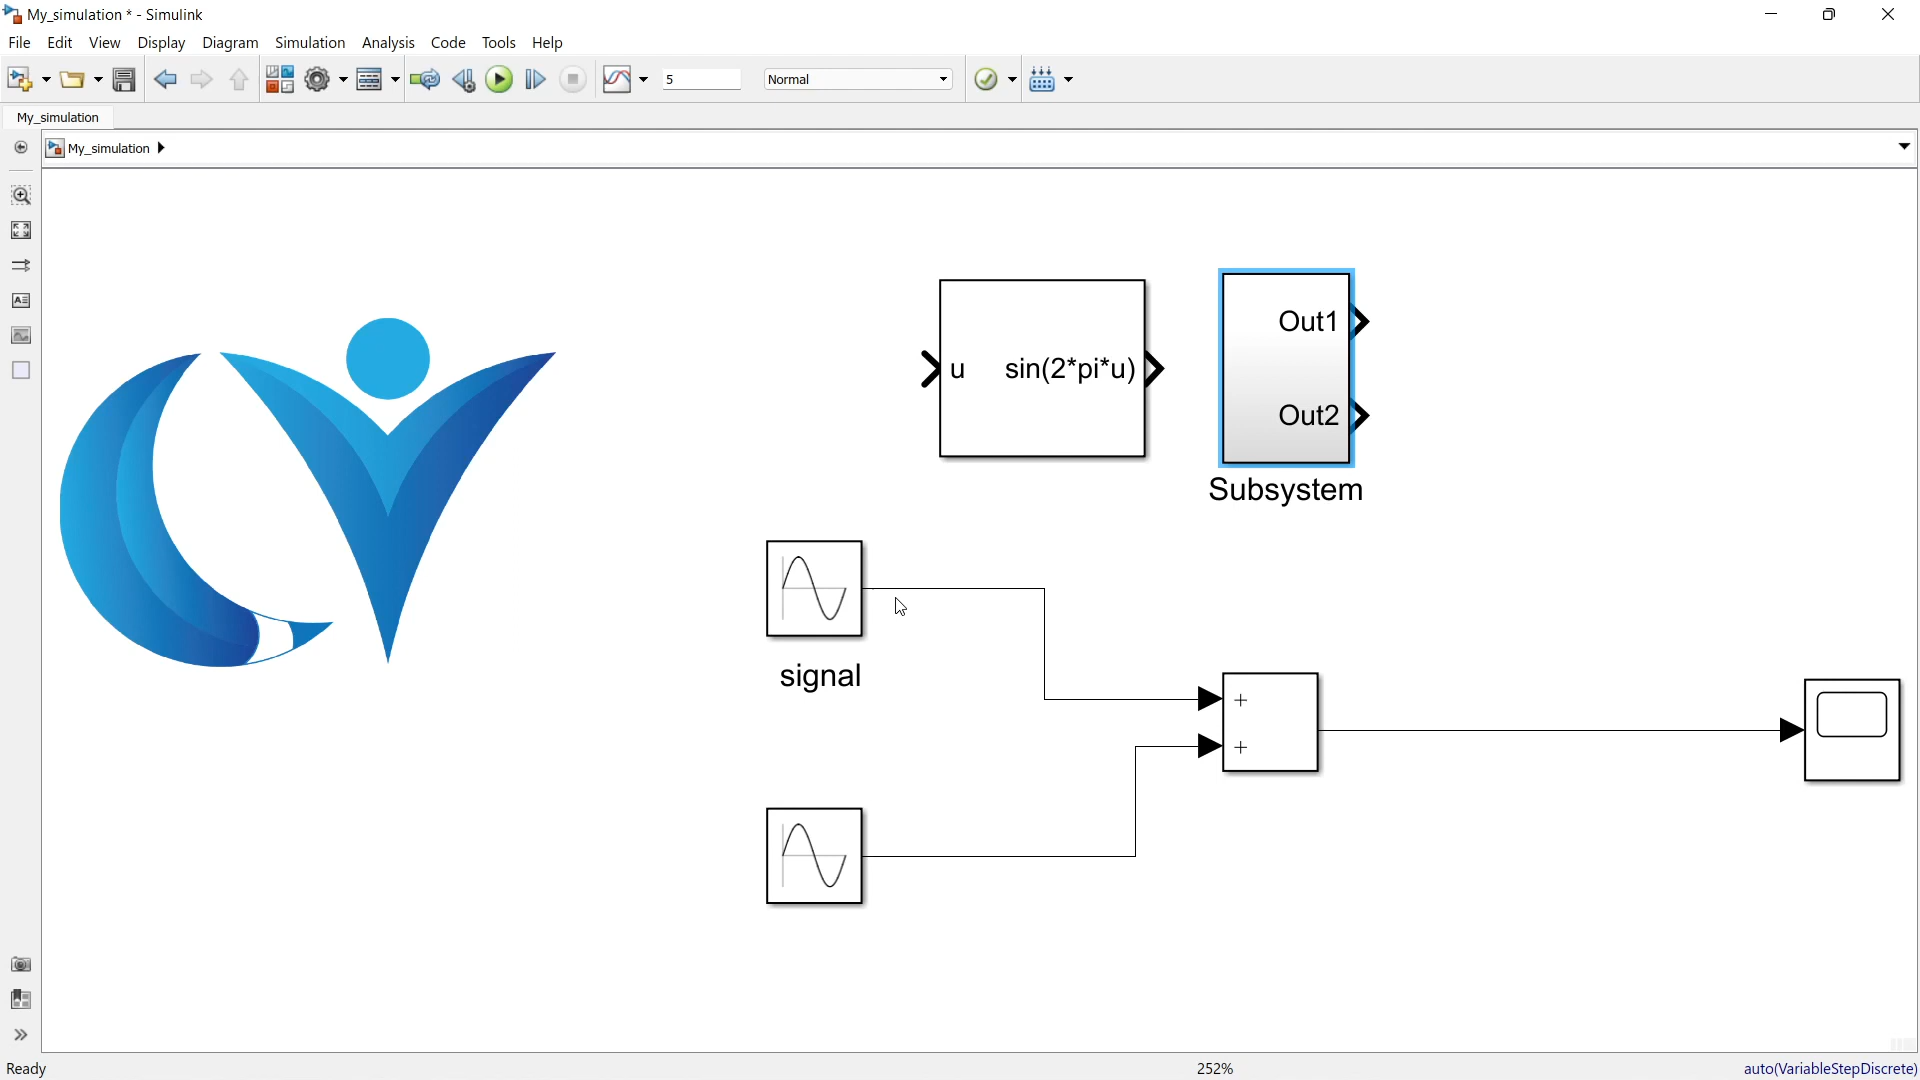 My_simulation * - Simulink
File Edit View Display Diagram Simulation Analysis Code Tools Help
5 Normal
My_simulation
My_simulation
u sin(2*pi*u)
Out1
Out2
Subsystem
signal
+
+
Ready 252% auto(VariableStepDiscrete)